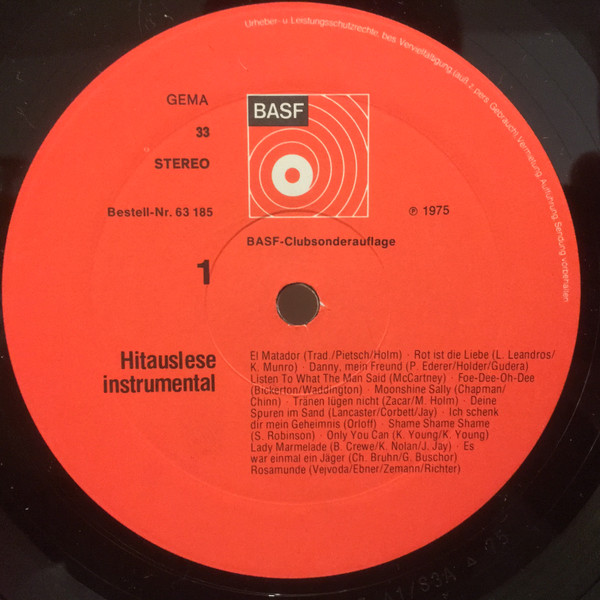 Urheber- u. Leistungsschutzrechte, bes. Vervielfältigung (auß. z. pers. Gebrauch), Vermietung, Aufführung, Sendung vorbehalten
GEMA
BASF
33
STEREO
Bestell-Nr. 63 185
℗ 1975
BASF-Clubsonderauflage
1
Hitauslese
instrumental
El Matador (Trad./Pietsch/Holm) · Rot ist die Liebe (L. Leandros/
K. Munro) · Danny, mein Freund (P. Ederer/Holder/Gudera)
Listen To What The Man Said (McCartney) · Foe-Dee-Oh-Dee
(Bickerton/Waddington) · Moonshine Sally (Chapman/
Chinn) · Tränen lügen nicht (Zacar/M. Holm) · Deine
Spuren im Sand (Lancaster/Corbett/Jay) · Ich schenk
dir mein Geheimnis (Orloff) · Shame Shame Shame
(S. Robinson) · Only You Can (K. Young/K. Young)
Lady Marmelade (B. Crewe/K. Nolan/J. Jay) · Es
war einmal ein Jäger (Ch. Bruhn/G. Buschor)
Rosamunde (Vejvoda/Ebner/Zemann/Richter)